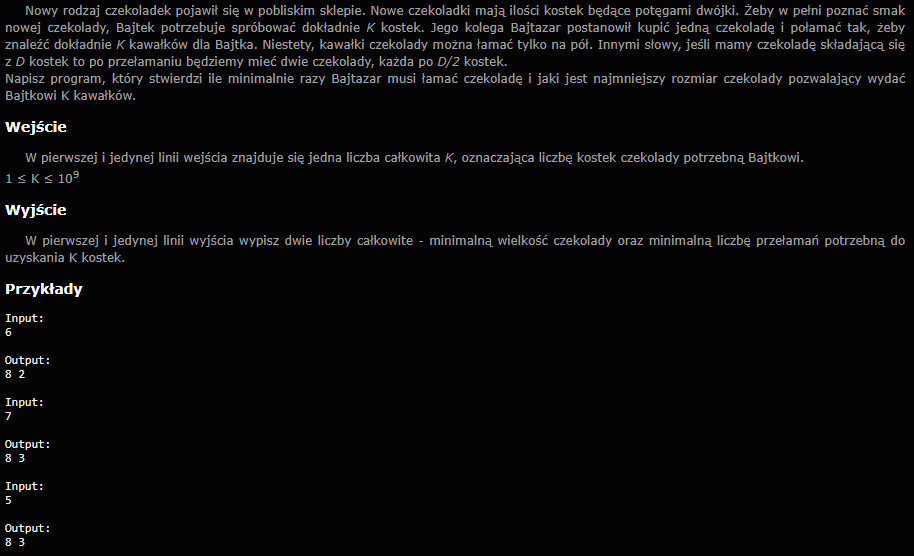 Nowy rodzaj czekoladek pojawił się w pobliskim sklepie. Nowe czekoladki mają ilości kostek będące potęgami dwójki. Żeby w pełni poznać smak
nowej czekolady, Bajtek potrzebuje spróbować dokładnie K kostek. Jego kolega Bajtazar postanowił kupić jedną czekoladę i połamać tak, żeby
znaleźć dokładnie K kawałków dla Bajtka. Niestety, kawałki czekolady można łamać tylko na pół. Innymi słowy, jeśli mamy czekoladę składającą się
z D kostek to po przełamaniu będziemy mieć dwie czekolady, każda po D/2 kostek.
Napisz program, który stwierdzi ile minimalnie razy Bajtazar musi łamać czekoladę i jaki jest najmniejszy rozmiar czekolady pozwalający wydać
Bajtkowi K kawałków.
Wejście
W pierwszej i jedynej linii wejścia znajduje się jedna liczba całkowita K, oznaczająca liczbę kostek czekolady potrzebną Bajtkowi.
1 ≤ K ≤ 10⁹
Wyjście
W pierwszej i jedynej linii wyjścia wypisz dwie liczby całkowite - minimalną wielkość czekolady oraz minimalną liczbę przełamań potrzebną do
uzyskania K kostek.
Przykłady
Input:
6
Output:
8 2
Input:
7
Output:
8 3
Input:
5
Output:
8 3